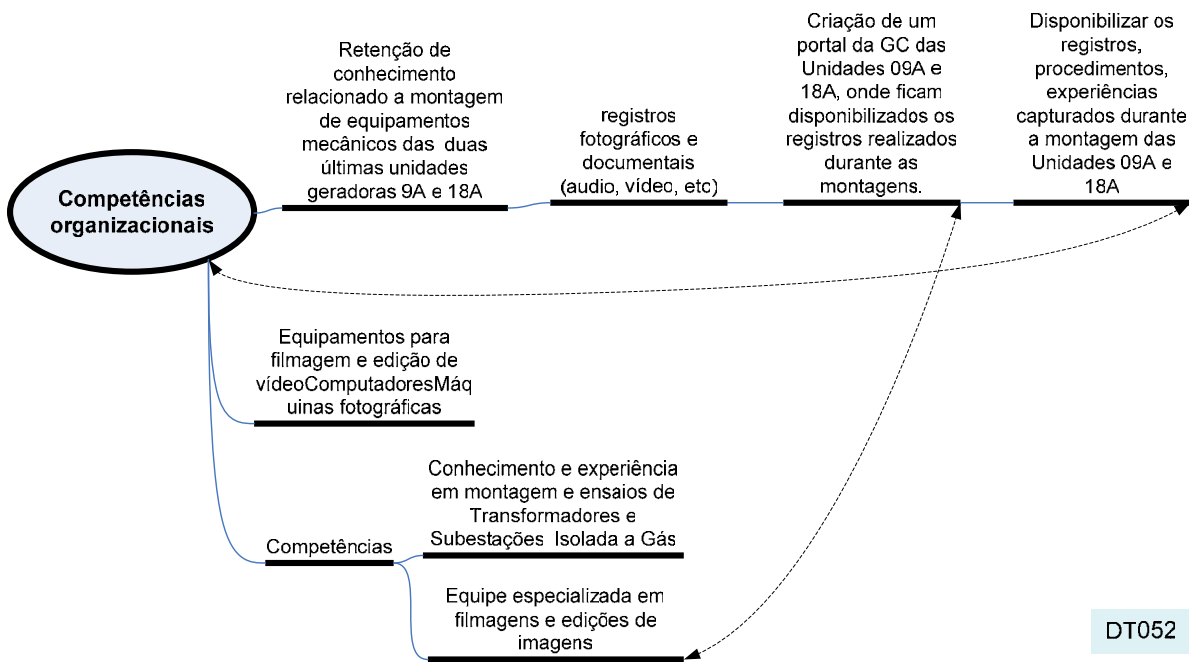 Competências
organizacionais
Retenção de
conhecimento
relacionado a montagem
de equipamentos
mecânicos das duas
últimas unidades
geradoras 9A e 18A
registros
fotográficos e
documentais
(audio, vídeo, etc)
Criação de um
portal da GC das
Unidades 09A e
18A, onde ficam
disponibilizados os
registros realizados
durante as
montagens.
Disponibilizar os
registros,
procedimentos,
experiências
capturados durante
a montagem das
Unidades 09A e
18A
Equipamentos para
filmagem e edição de
vídeoComputadoresMáq
uinas fotográficas
Competências
Conhecimento e experiência
em montagem e ensaios de
Transformadores e
Subestações Isolada a Gás
Equipe especializada em
filmagens e edições de
imagens
DT052